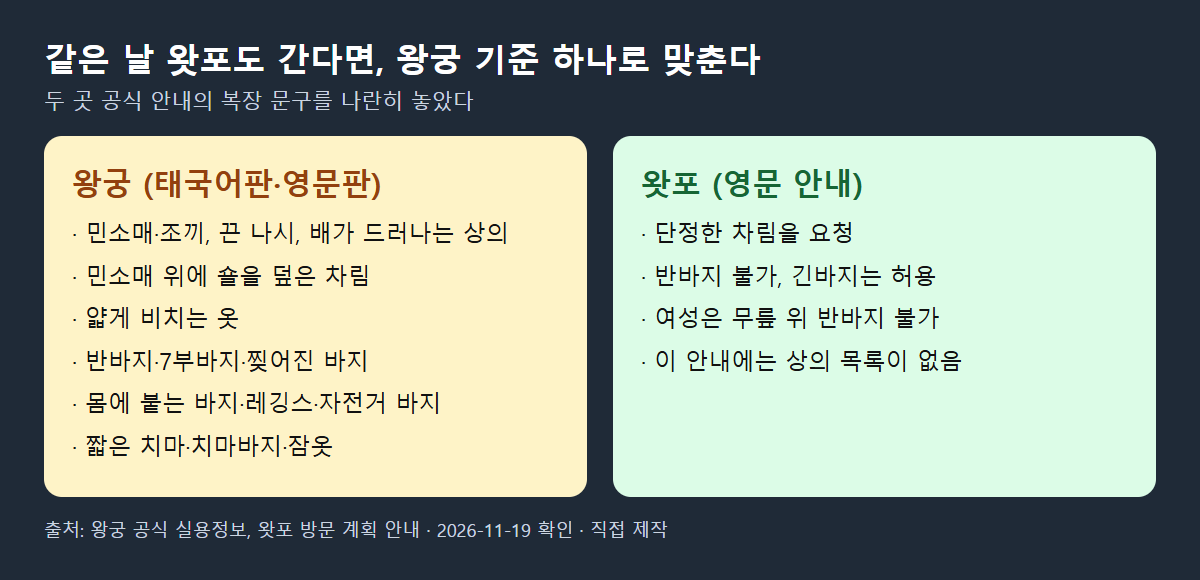 같은 날 왓포도 간다면, 왕궁 기준 하나로 맞춘다
두 곳 공식 안내의 복장 문구를 나란히 놓았다
왕궁 (태국어판·영문판)
· 민소매·조끼, 끈 나시, 배가 드러나는 상의
· 민소매 위에 숄을 덮은 차림
· 얇게 비치는 옷
· 반바지·7부바지·찢어진 바지
· 몸에 붙는 바지·레깅스·자전거 바지
· 짧은 치마·치마바지·잠옷
왓포 (영문 안내)
· 단정한 차림을 요청
· 반바지 불가, 긴바지는 허용
· 여성은 무릎 위 반바지 불가
· 이 안내에는 상의 목록이 없음
출처: 왕궁 공식 실용정보, 왓포 방문 계획 안내 · 2026-11-19 확인 · 직접 제작